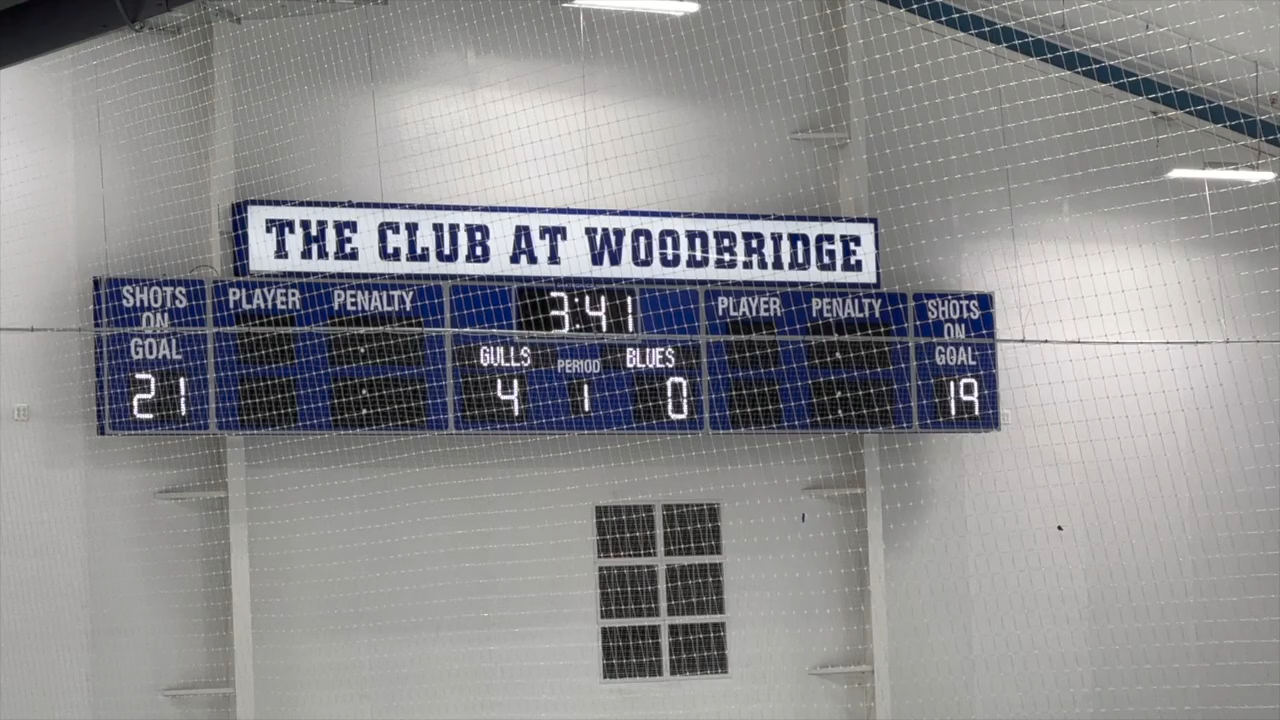 THE CLUB AT WOODBRIDGE
SHOTS
ON
GOAL
21
PLAYER PENALTY
3:41
GULLS PERIOD BLUES
4 1 0
PLAYER PENALTY
SHOTS
ON
GOAL
19